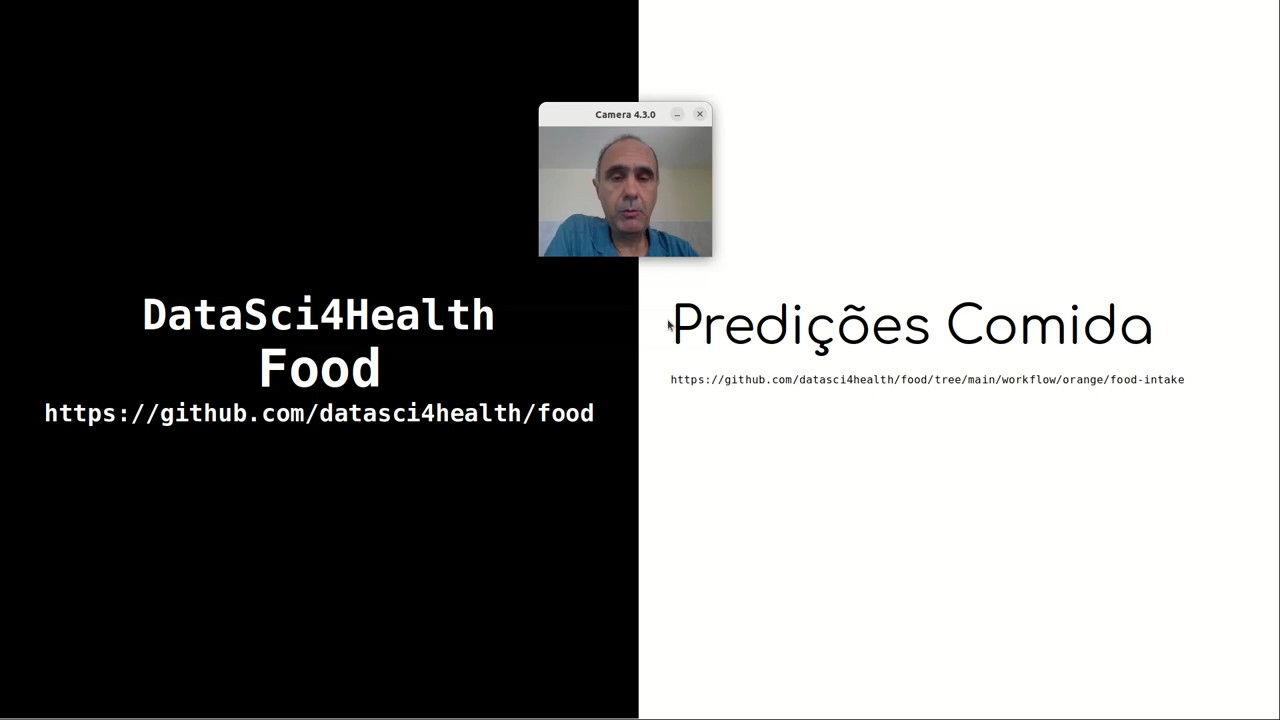 Camera 4.3.0
DataSci4Health
Food
https://github.com/datasci4health/food
Predições Comida
https://github.com/datasci4health/food/tree/main/workflow/orange/food-intake